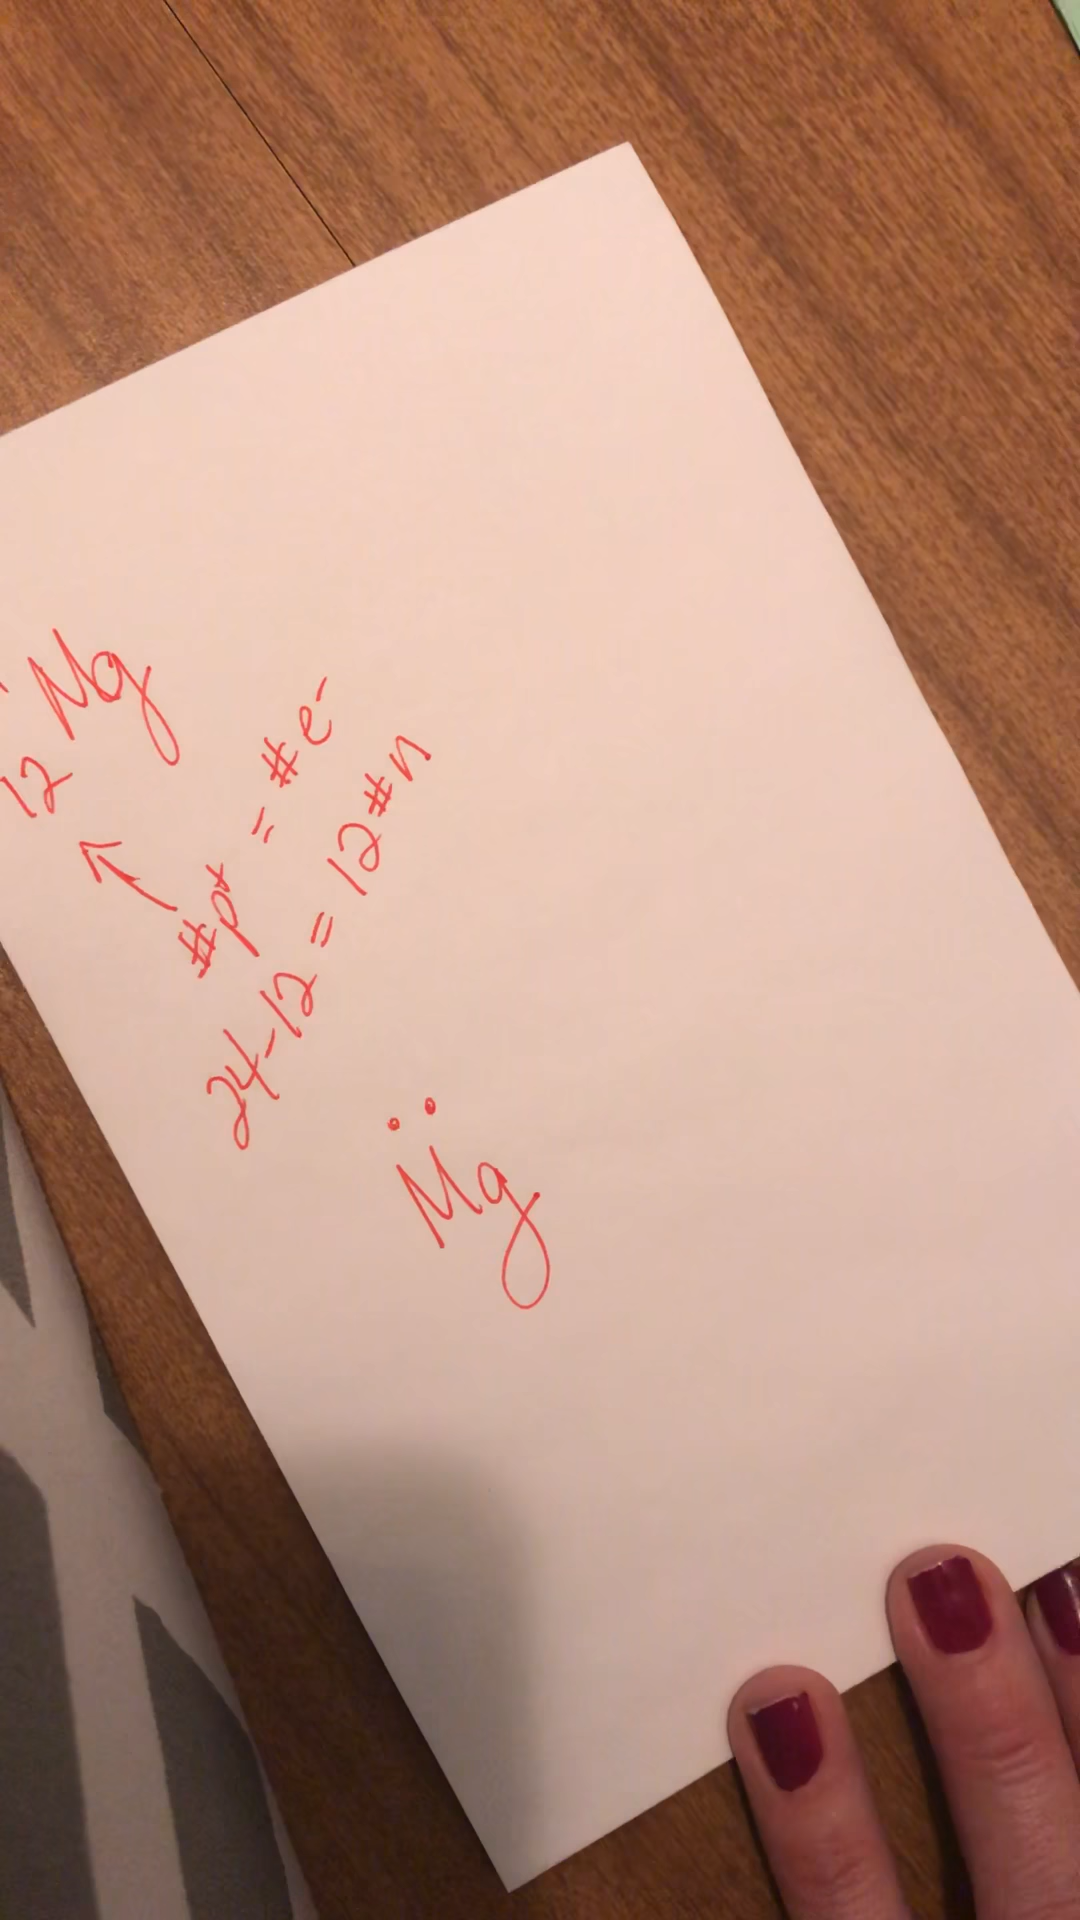 Mg
12
#p+ = #e-
24-12 = 12 #n
Mg